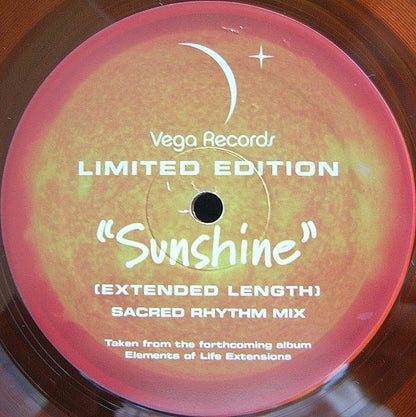 Vega Records
LIMITED EDITION
"Sunshine"
(EXTENDED LENGTH)
SACRED RHYTHM MIX
Taken from the forthcoming album
Elements of Life Extensions